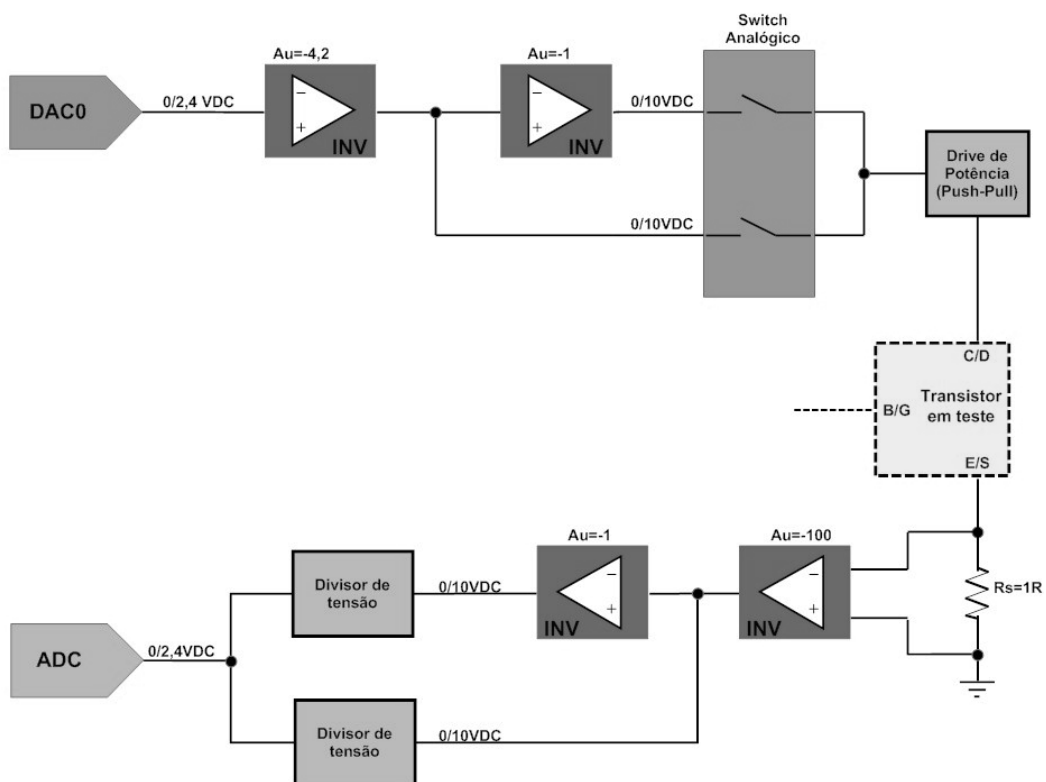 Switch
Analógico
Au=-4,2
Au=-1
DAC0
0/2,4 VDC
−
+
INV
−
+
INV
0/10VDC
0/10VDC
Drive de
Potência
(Push-Pull)
C/D
B/G
Transistor
em teste
E/S
Au=-1
Au=-100
Divisor de
tensão
0/10VDC
−
+
INV
−
+
INV
Rs=1R
ADC
0/2,4VDC
Divisor de
tensão
0/10VDC